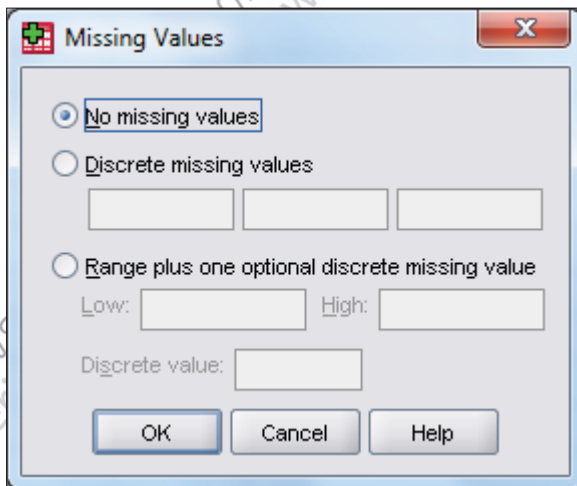 Missing Values
No missing values
Discrete missing values
Range plus one optional discrete missing value
Low: High:
Discrete value:
OK Cancel Help